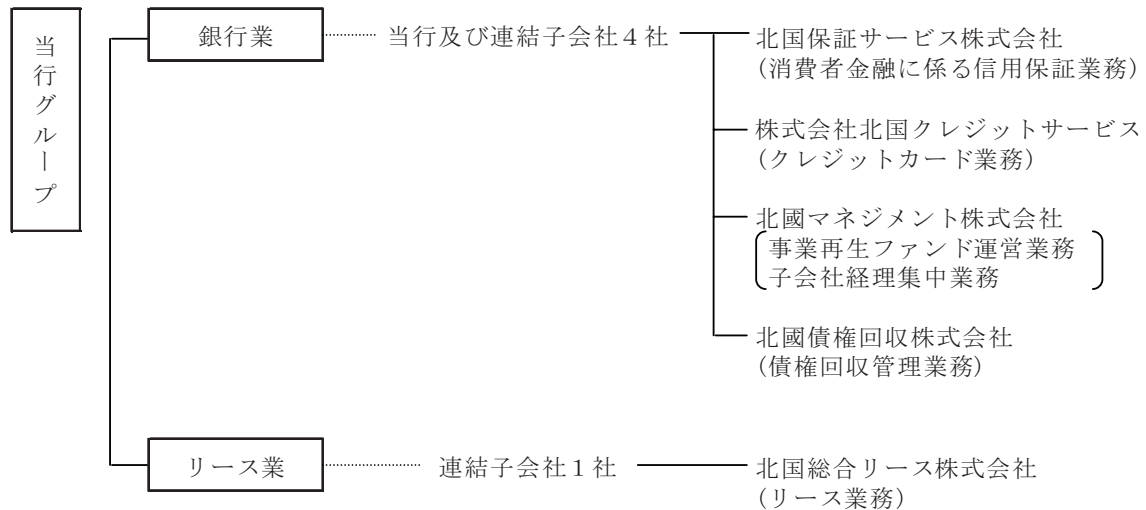 当行グループ
銀行業
当行及び連結子会社4社
北国保証サービス株式会社
(消費者金融に係る信用保証業務)
株式会社北国クレジットサービス
(クレジットカード業務)
北國マネジメント株式会社
事業再生ファンド運営業務
子会社経理集中業務
北國債権回収株式会社
(債権回収管理業務)
リース業
連結子会社1社
北国総合リース株式会社
(リース業務)